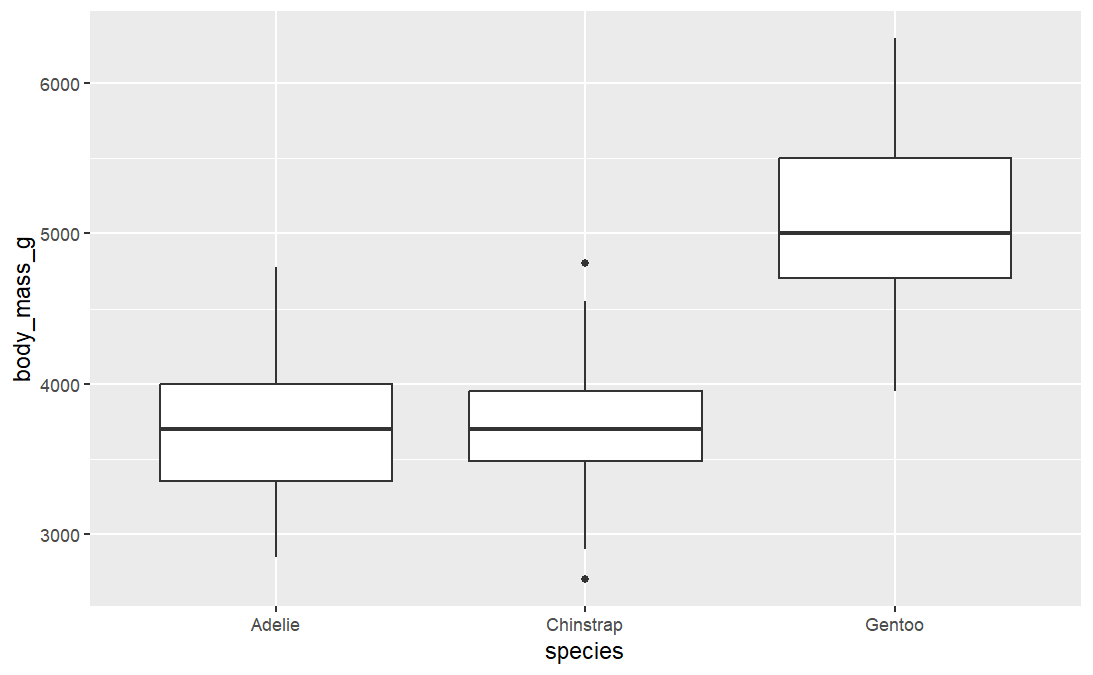 body_mass_g
6000
5000
4000
3000
Adelie
Chinstrap
Gentoo
species